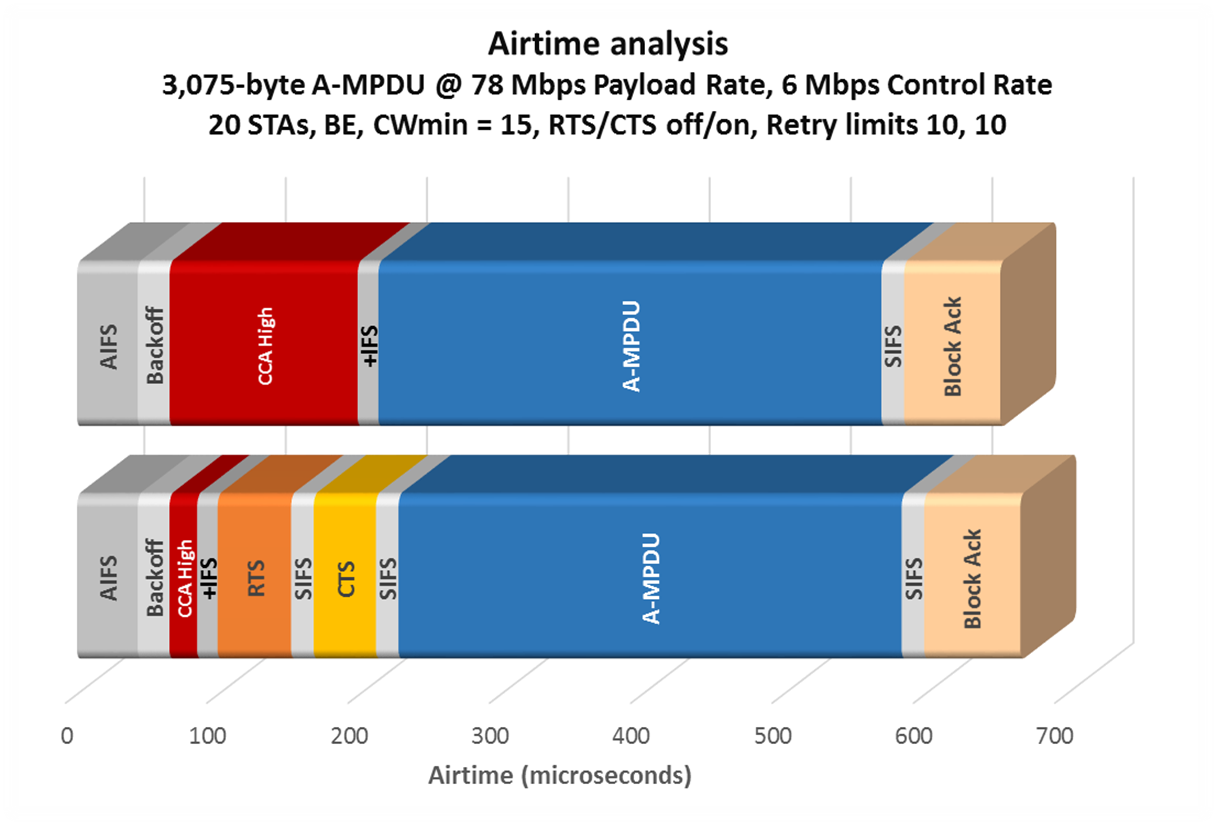 Airtime analysis
3,075-byte A-MPDU @ 78 Mbps Payload Rate, 6 Mbps Control Rate
20 STAs, BE, CWmin = 15, RTS/CTS off/on, Retry limits 10, 10
AIFS
Backoff
CCA High
+IFS
A-MPDU
SIFS
Block Ack
AIFS
Backoff
CCA High
+IFS
RTS
SIFS
CTS
SIFS
A-MPDU
SIFS
Block Ack
0 100 200 300 400 500 600 700
Airtime (microseconds)